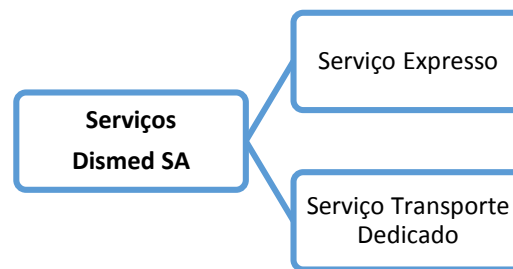 Serviço Expresso
Serviços
Dismed SA
Serviço Transporte
Dedicado